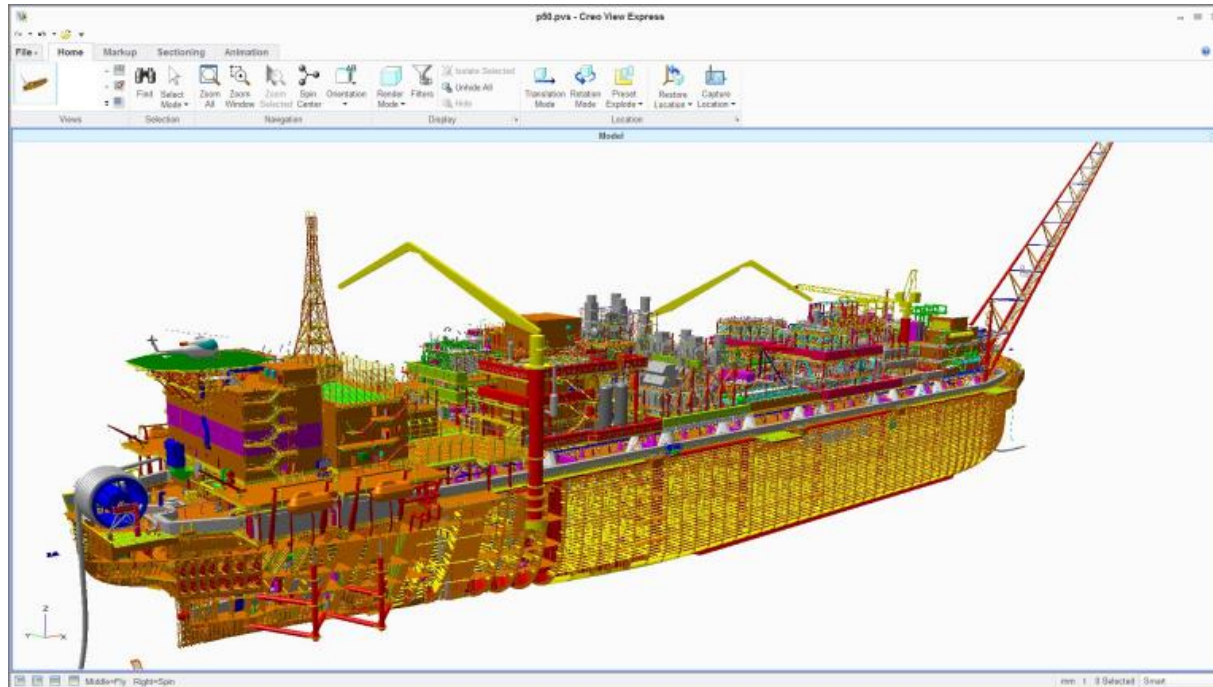 p50.pvs - Creo View Express
File Home Markup Sectioning Animation
Isolate Selected
Unhide All
Hide
Find Select Mode Zoom All Zoom Window Zoom Selected Spin Center Orientation Render Mode Filters Translation Mode Rotation Mode Preset Explode Restore Location Capture Location
Views Selection Navigation Display Location
Model
Z
Y X
Middle=Fly Right=Spin mm 0 Selected Smart